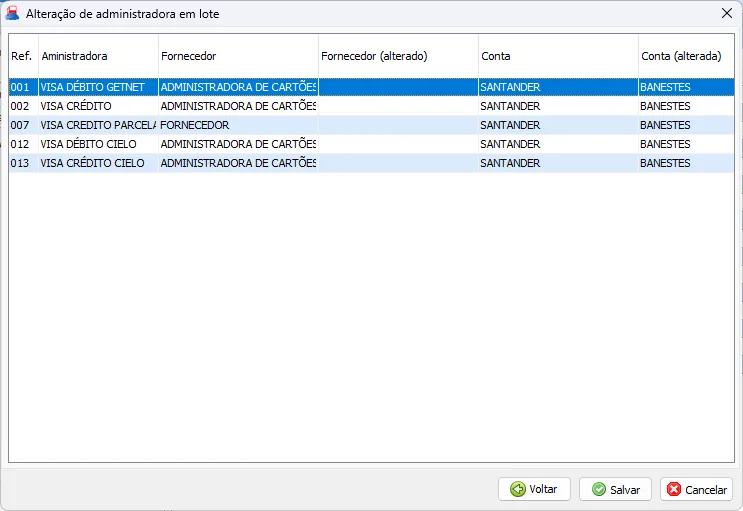 Alteração de administradora em lote
Ref. Aministradora Fornecedor Fornecedor (alterado) Conta Conta (alterada)
001 VISA DÉBITO GETNET ADMINISTRADORA DE CARTÕES SANTANDER BANESTES
002 VISA CRÉDITO ADMINISTRADORA DE CARTÕES SANTANDER BANESTES
007 VISA CREDITO PARCELA FORNECEDOR SANTANDER BANESTES
012 VISA DÉBITO CIELO ADMINISTRADORA DE CARTÕES SANTANDER BANESTES
013 VISA CRÉDITO CIELO ADMINISTRADORA DE CARTÕES SANTANDER BANESTES
Voltar Salvar Cancelar